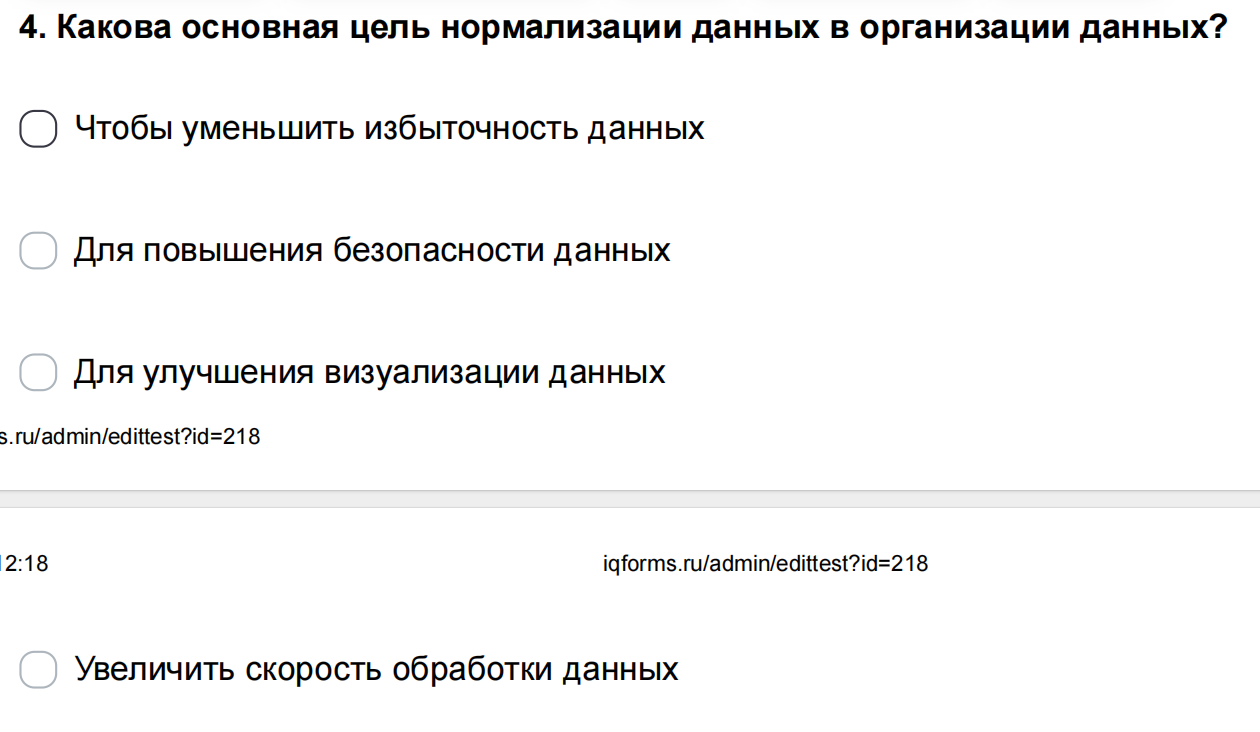 4. Какова основная цель нормализации данных в организации данных?
Чтобы уменьшить избыточность данных
Для повышения безопасности данных
Для улучшения визуализации данных
s.ru/admin/edittest?id=218
12:18
iqforms.ru/admin/edittest?id=218
Увеличить скорость обработки данных